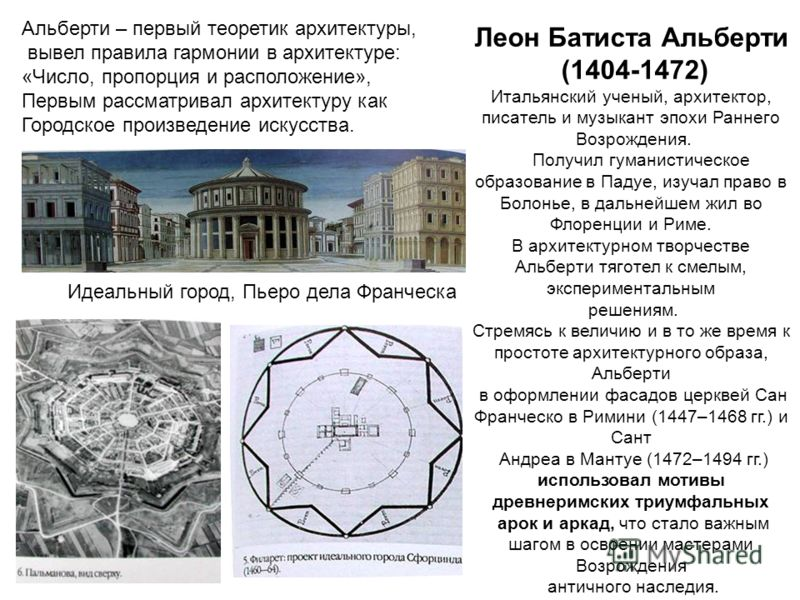 Альберти – первый теоретик архитектуры,
вывел правила гармонии в архитектуре:
«Число, пропорция и расположение»,
Первым рассматривал архитектуру как
Городское произведение искусства.
Идеальный город, Пьеро дела Франческа
6. Пальманова, вид сверху.
5. Филарет: проект идеального города Сфорцинда
(1460—64).
Леон Батиста Альберти
(1404-1472)
Итальянский ученый, архитектор,
писатель и музыкант эпохи Раннего
Возрождения.
Получил гуманистическое
образование в Падуе, изучал право в
Болонье, в дальнейшем жил во
Флоренции и Риме.
В архитектурном творчестве
Альберти тяготел к смелым,
экспериментальным
решениям.
Стремясь к величию и в то же время к
простоте архитектурного образа,
Альберти
в оформлении фасадов церквей Сан
Франческо в Римини (1447–1468 гг.) и
Сант
Андреа в Мантуе (1472–1494 гг.)
использовал мотивы
древнеримских триумфальных
арок и аркад, что стало важным
шагом в освоении мастерами
Возрождения
античного наследия.
MyShared